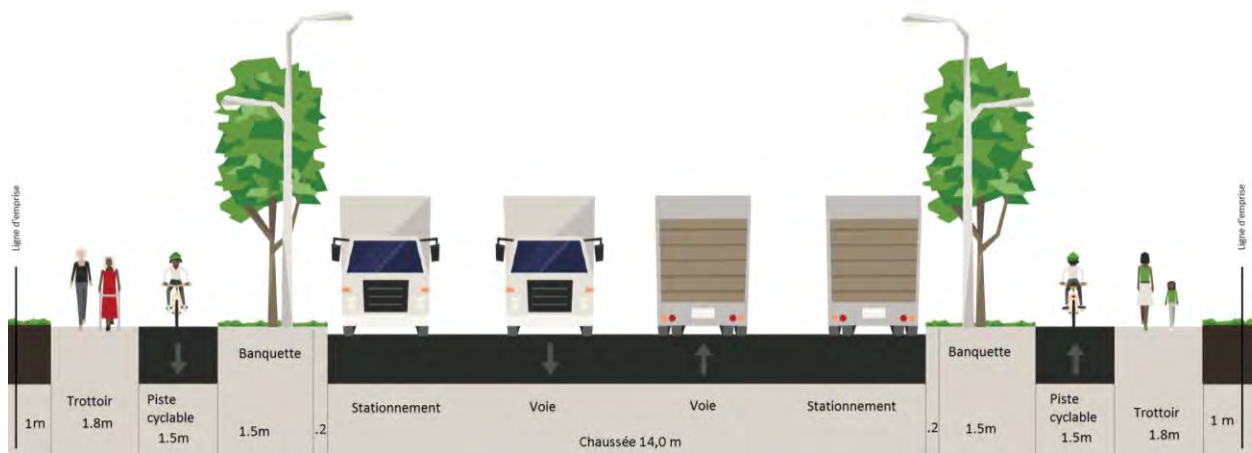 Ligne d'emprise
1m
Trottoir
1.8m
Piste
cyclable
1.5m
Banquette
1.5m
.2
Stationnement
Voie
Voie
Stationnement
Chaussée 14,0 m
.2
Banquette
1.5m
Piste
cyclable
1.5m
Trottoir
1.8m
1 m
Ligne d'emprise